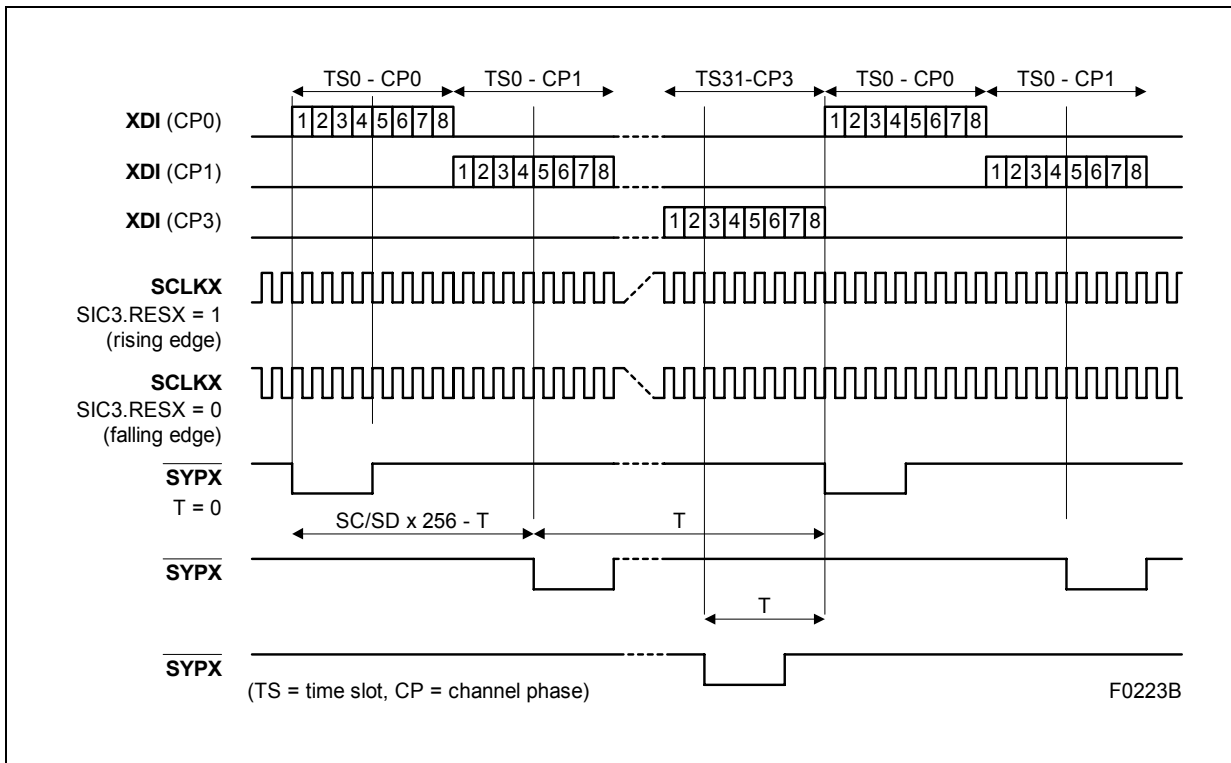 TS0 - CP0 TS0 - CP1 TS31-CP3 TS0 - CP0 TS0 - CP1
XDI (CP0) 1 2 3 4 5 6 7 8 1 2 3 4 5 6 7 8
XDI (CP1) 1 2 3 4 5 6 7 8 1 2 3 4 5 6 7 8
XDI (CP3) 1 2 3 4 5 6 7 8
SCLKX
SIC3.RESX = 1
(rising edge)
SCLKX
SIC3.RESX = 0
(falling edge)
SYPX
T = 0
SC/SD x 256 - T T
SYPX
T
SYPX
(TS = time slot, CP = channel phase) F0223B